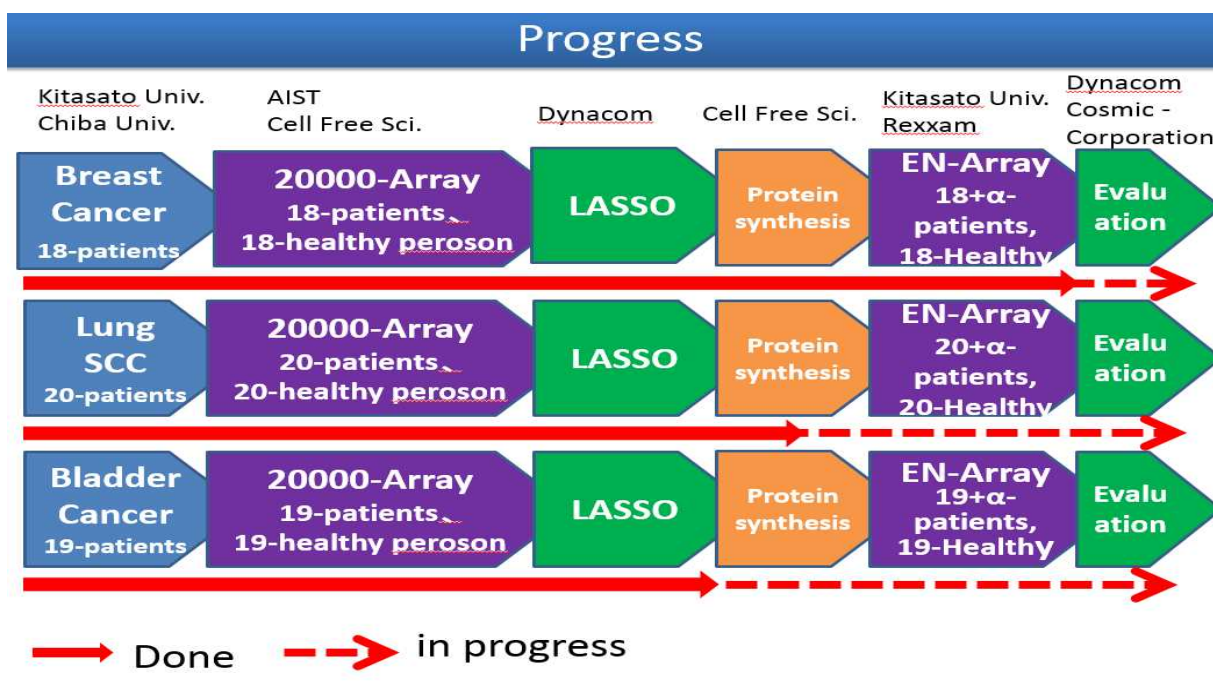 Progress
Kitasato Univ.
Chiba Univ.
AIST
Cell Free Sci.
Dynacom
Cell Free Sci.
Kitasato Univ.
Rexxam
Dynacom
Cosmic -
Corporation
Breast
Cancer
18-patients
20000-Array
18-patients、
18-healthy peroson
LASSO
Protein
synthesis
EN-Array
18+α-
patients,
18-Healthy
Evalu
ation
Lung
SCC
20-patients
20000-Array
20-patients、
20-healthy peroson
LASSO
Protein
synthesis
EN-Array
20+α-
patients,
20-Healthy
Evalu
ation
Bladder
Cancer
19-patients
20000-Array
19-patients、
19-healthy peroson
LASSO
Protein
synthesis
EN-Array
19+α-
patients,
19-Healthy
Evalu
ation
Done
in progress